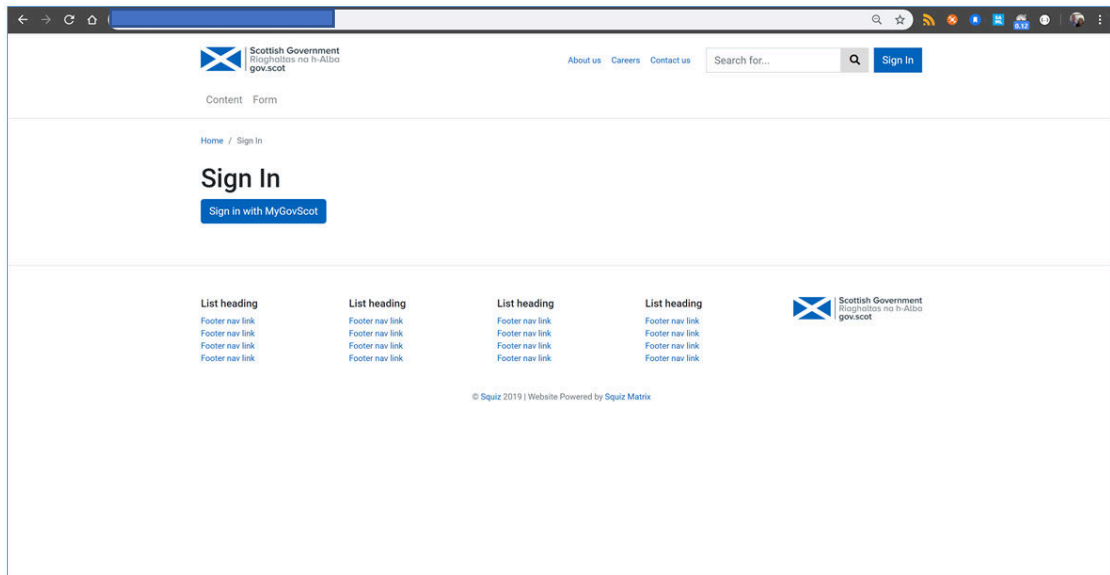 Scottish Government
Riaghaltas na h-Alba
gov.scot
About us Careers Contact us Search for... Sign In
Content Form
Home / Sign In
Sign In
Sign in with MyGovScot
List heading List heading List heading List heading
Footer nav link Footer nav link Footer nav link Footer nav link
Footer nav link Footer nav link Footer nav link Footer nav link
Footer nav link Footer nav link Footer nav link Footer nav link
Footer nav link Footer nav link Footer nav link Footer nav link
Scottish Government
Riaghaltas na h-Alba
gov.scot
© Squiz 2019 | Website Powered by Squiz Matrix
0.12